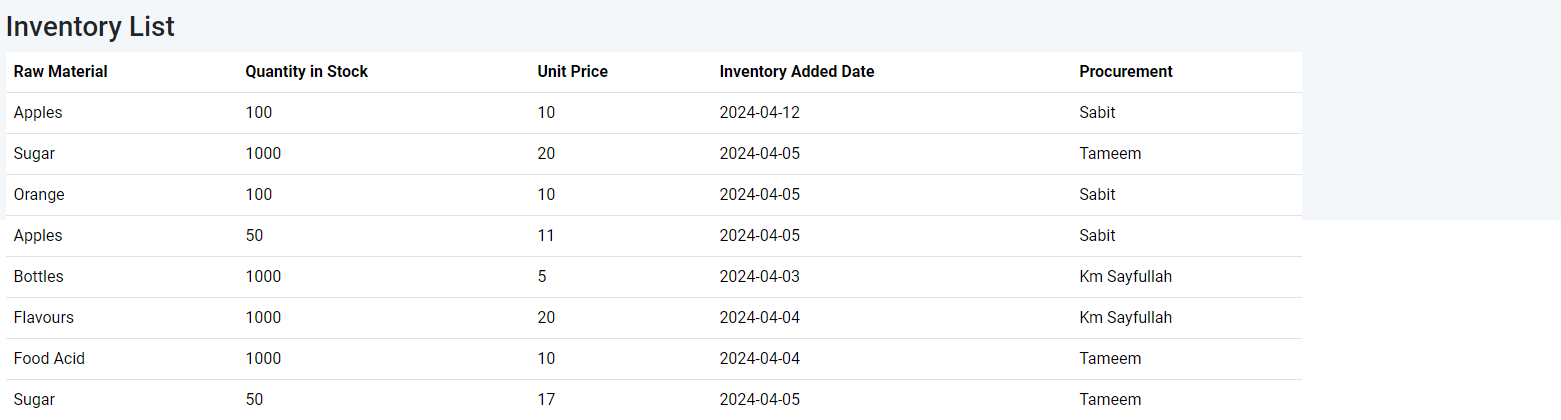 Inventory List
Raw Material Quantity in Stock Unit Price Inventory Added Date Procurement
Apples 100 10 2024-04-12 Sabit
Sugar 1000 20 2024-04-05 Tameem
Orange 100 10 2024-04-05 Sabit
Apples 50 11 2024-04-05 Sabit
Bottles 1000 5 2024-04-03 Km Sayfullah
Flavours 1000 20 2024-04-04 Km Sayfullah
Food Acid 1000 10 2024-04-04 Tameem
Sugar 50 17 2024-04-05 Tameem